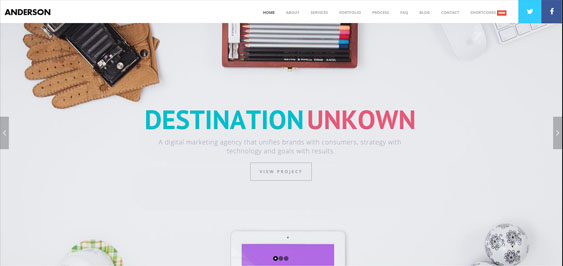 ANDERSON
HOME ABOUT SERVICES PORTFOLIO PROCESS FAQ BLOG CONTACT SHORTCODES NEW
DESTINATION UNKOWN
A digital marketing agency that unifies brands with consumers, strategy with
technology and goals with results.
VIEW PROJECT